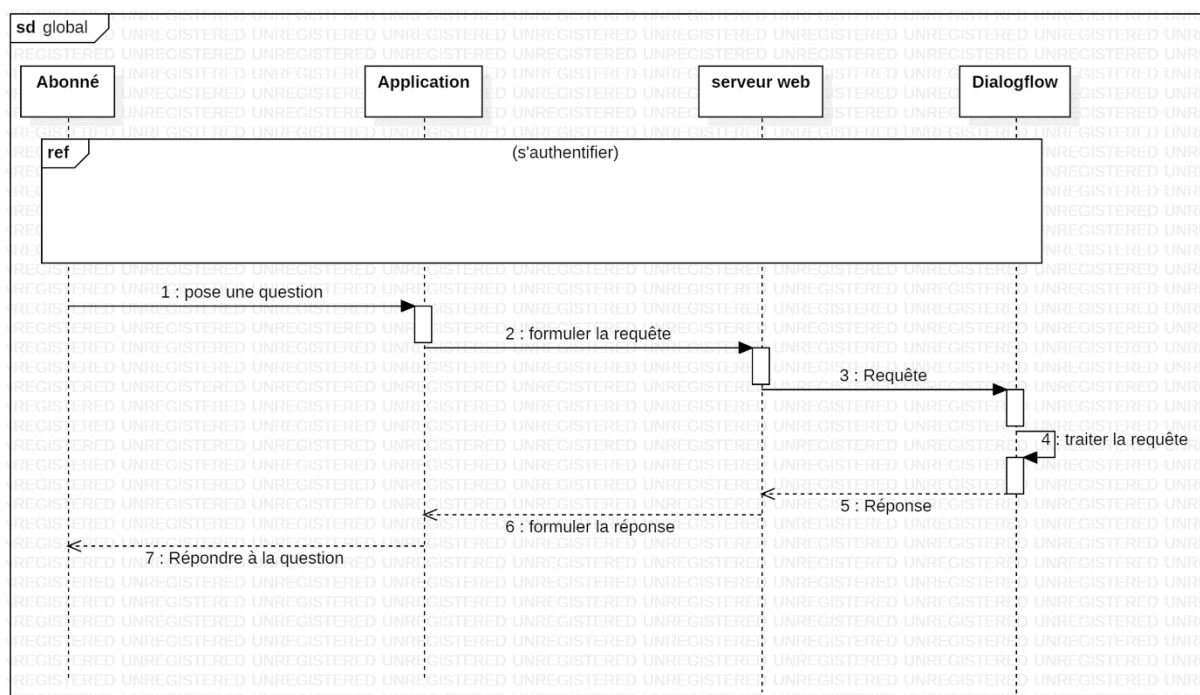 sd global
Abonné
Application
serveur web
Dialogflow
ref
(s'authentifier)
1 : pose une question
2 : formuler la requête
3 : Requête
4 : traiter la requête
5 : Réponse
6 : formuler la réponse
7 : Répondre à la question
UNREGISTERED